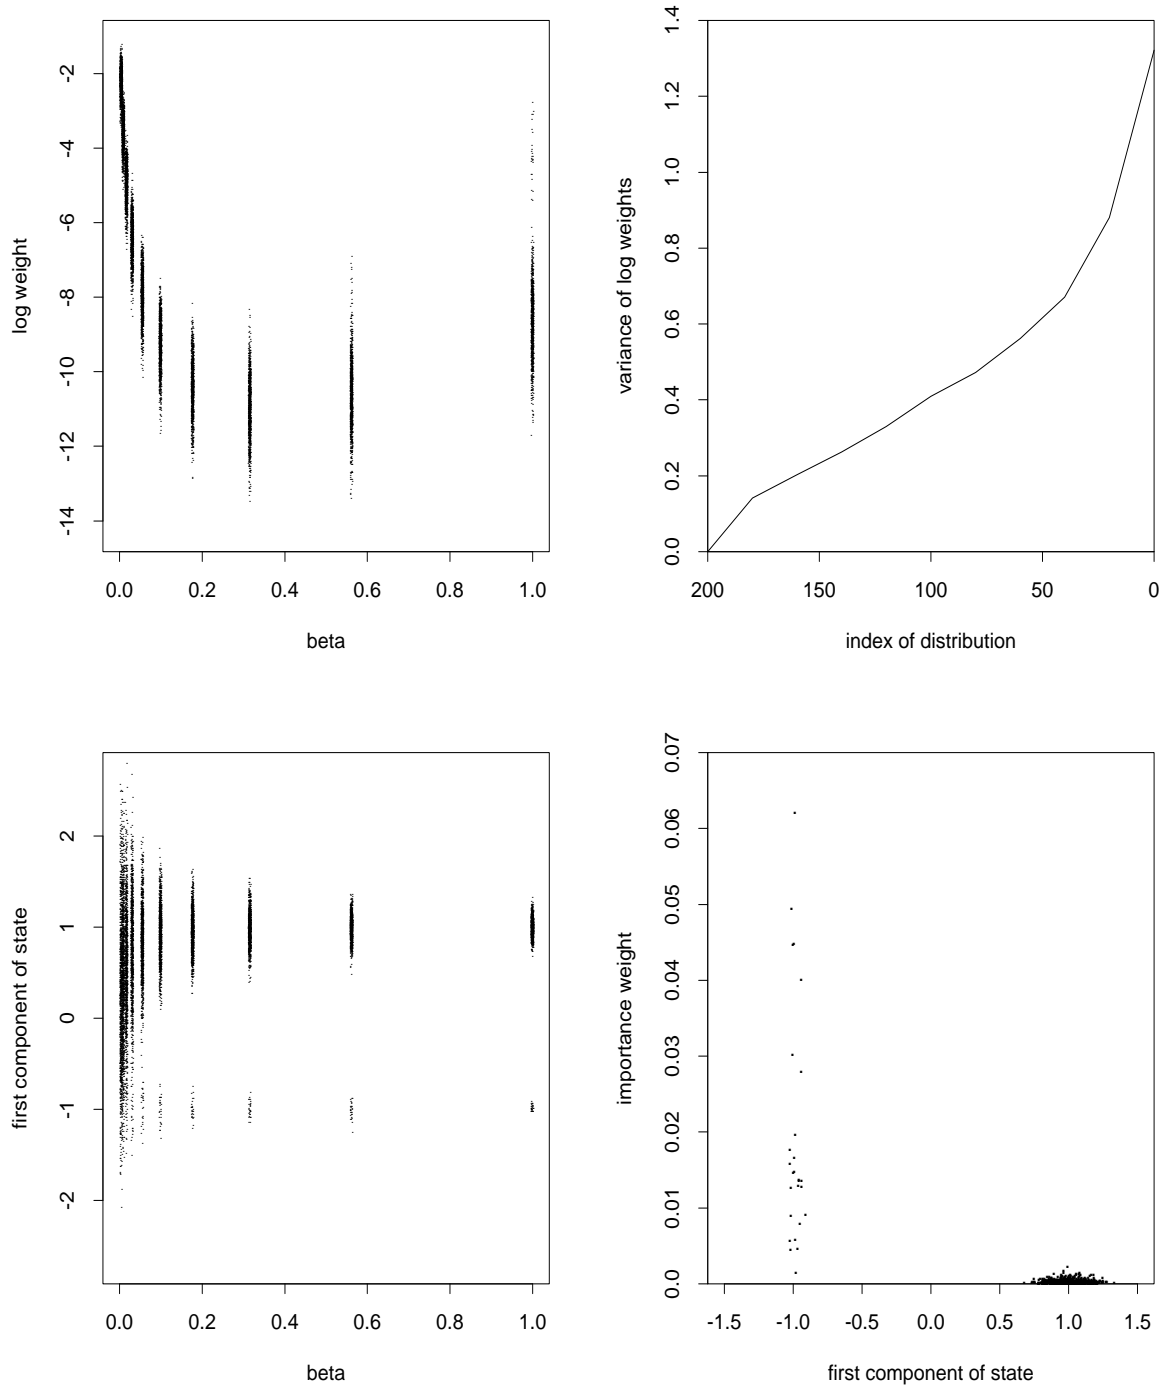 log weight
-2
-4
-6
-8
-10
-12
-14
0.0 0.2 0.4 0.6 0.8 1.0
beta
variance of log weights
1.4
1.2
1.0
0.8
0.6
0.4
0.2
0.0
200 150 100 50 0
index of distribution
first component of state
2
1
0
-1
-2
0.0 0.2 0.4 0.6 0.8 1.0
beta
importance weight
0.07
0.06
0.05
0.04
0.03
0.02
0.01
0.0
-1.5 -1.0 -0.5 0.0 0.5 1.0 1.5
first component of state